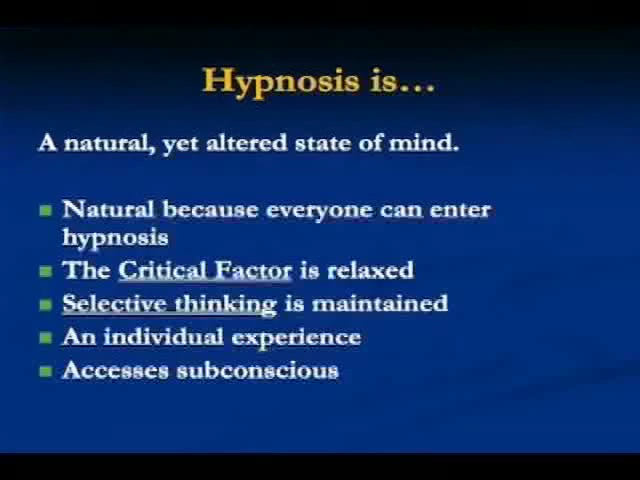 Hypnosis is…
A natural, yet altered state of mind.
Natural because everyone can enter
hypnosis
The Critical Factor is relaxed
Selective thinking is maintained
An individual experience
Accesses subconscious